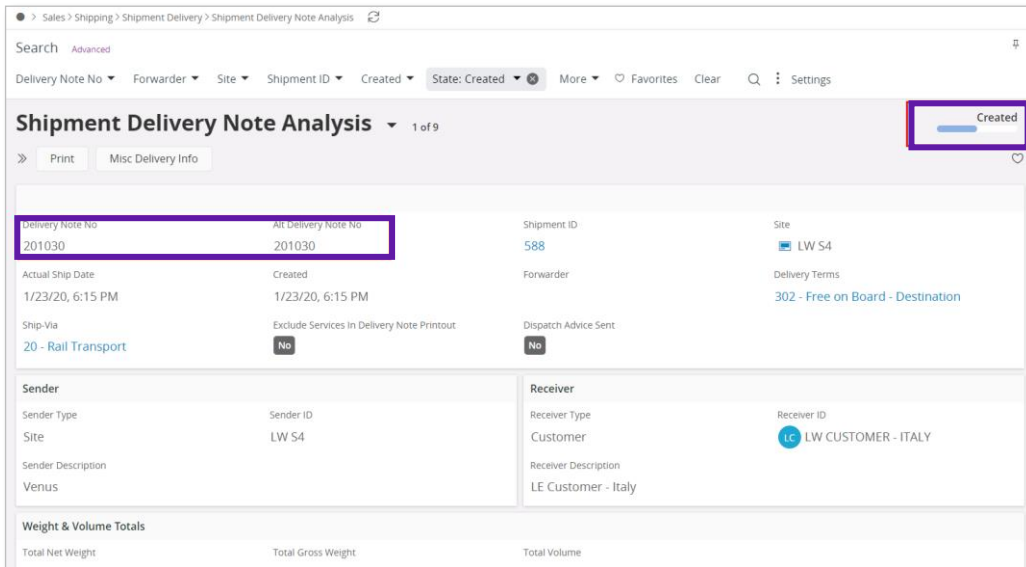 > Sales > Shipping > Shipment Delivery > Shipment Delivery Note Analysis
Search Advanced
Delivery Note No Forwarder Site Shipment ID Created State: Created More Favorites Clear Settings
Shipment Delivery Note Analysis 1 of 9 Created
Print Misc Delivery Info
Delivery Note No Alt Delivery Note No Shipment ID Site
201030 201030 588 LW S4
Actual Ship Date Created Forwarder Delivery Terms
1/23/20, 6:15 PM 1/23/20, 6:15 PM 302 - Free on Board - Destination
Ship-Via Exclude Services In Delivery Note Printout Dispatch Advice Sent
20 - Rail Transport No No
Sender Receiver
Sender Type Sender ID Receiver Type Receiver ID
Site LW S4 Customer LC LW CUSTOMER - ITALY
Sender Description Receiver Description
Venus LE Customer - Italy
Weight & Volume Totals
Total Net Weight Total Gross Weight Total Volume